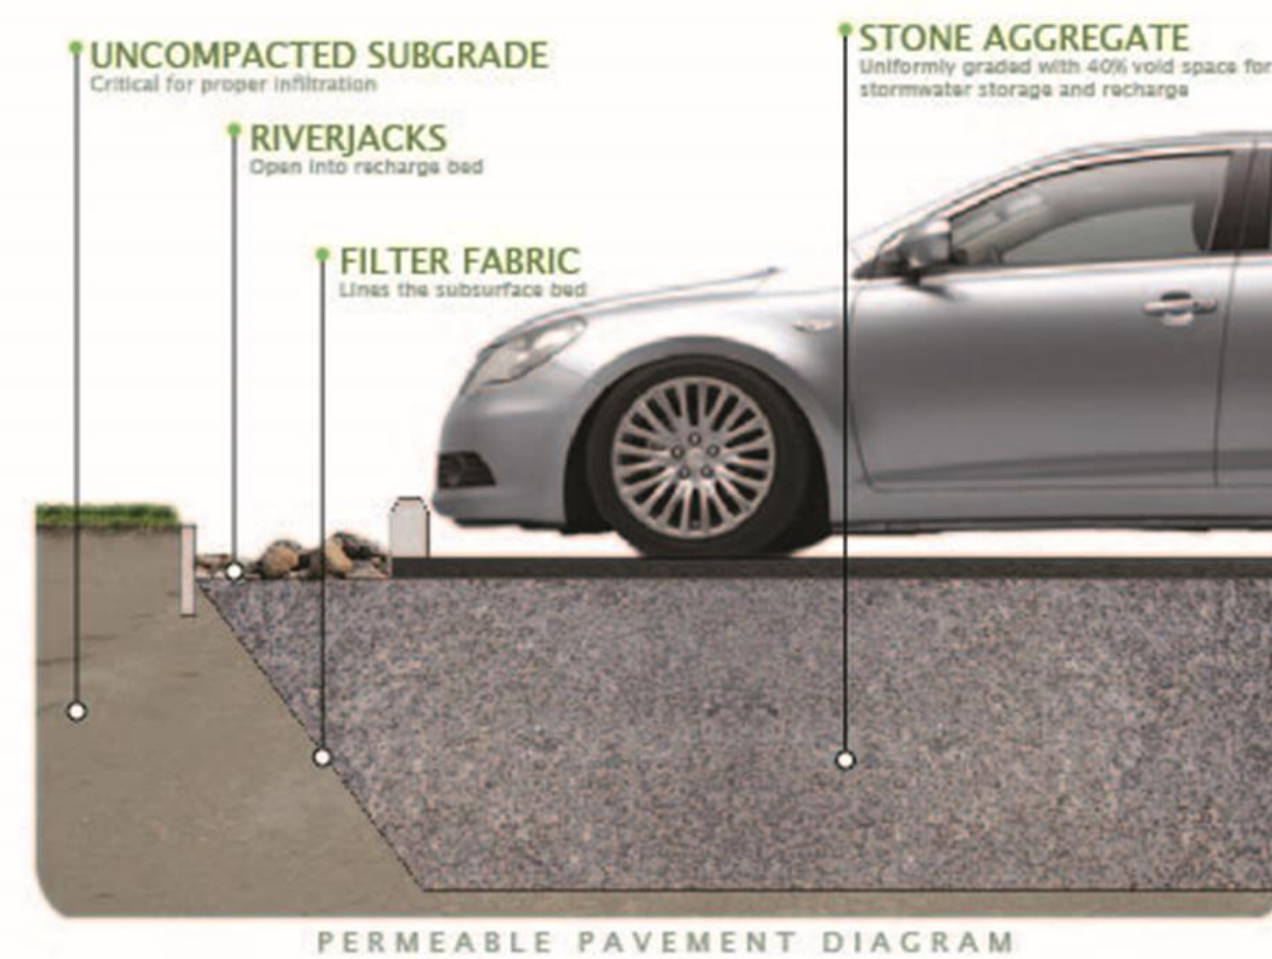 UNCOMPACTED SUBGRADE
Critical for proper infiltration
STONE AGGREGATE
Uniformly graded with 40% void space for
stormwater storage and recharge
RIVERJACKS
Open into recharge bed
FILTER FABRIC
Lines the subsurface bed
PERMEABLE PAVEMENT DIAGRAM